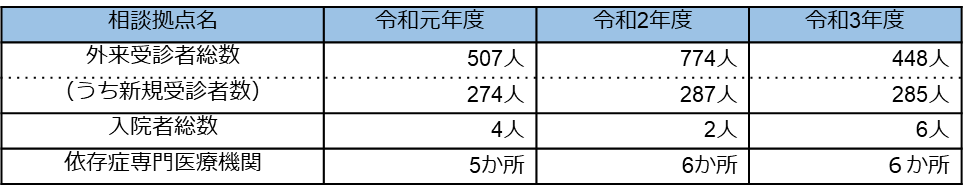 相談拠点名 令和元年度 令和2年度 令和3年度
外来受診者総数 507人 774人 448人
(うち新規受診者数) 274人 287人 285人
入院者総数 4人 2人 6人
依存症専門医療機関 5か所 6か所 6か所